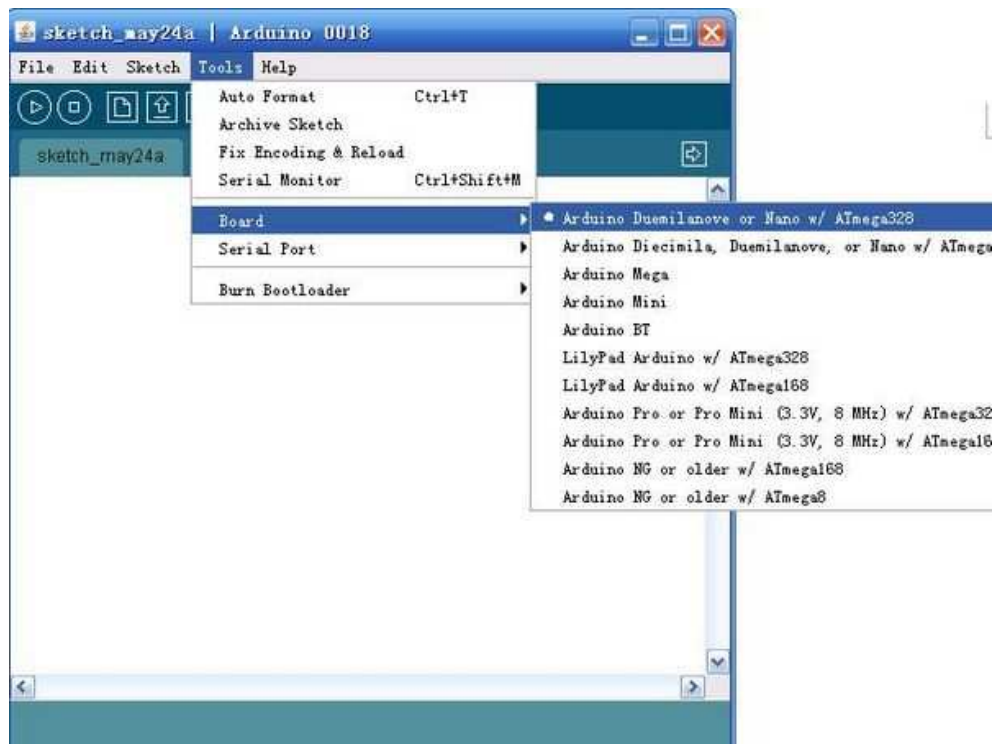 sketch_may24a | Arduino 0018
File Edit Sketch Tools Help
Auto Format Ctrl+T
Archive Sketch
Fix Encoding & Reload
Serial Monitor Ctrl+Shift+M
Board
Serial Port
Burn Bootloader
sketch_may24a
Arduino Duemilanove or Nano w/ ATmega328
Arduino Diecimila, Duemilanove, or Nano w/ ATmega
Arduino Mega
Arduino Mini
Arduino BT
LilyPad Arduino w/ ATmega328
LilyPad Arduino w/ ATmega168
Arduino Pro or Pro Mini (3.3V, 8 MHz) w/ ATmega32
Arduino Pro or Pro Mini (3.3V, 8 MHz) w/ ATmega16
Arduino NG or older w/ ATmega168
Arduino NG or older w/ ATmega8